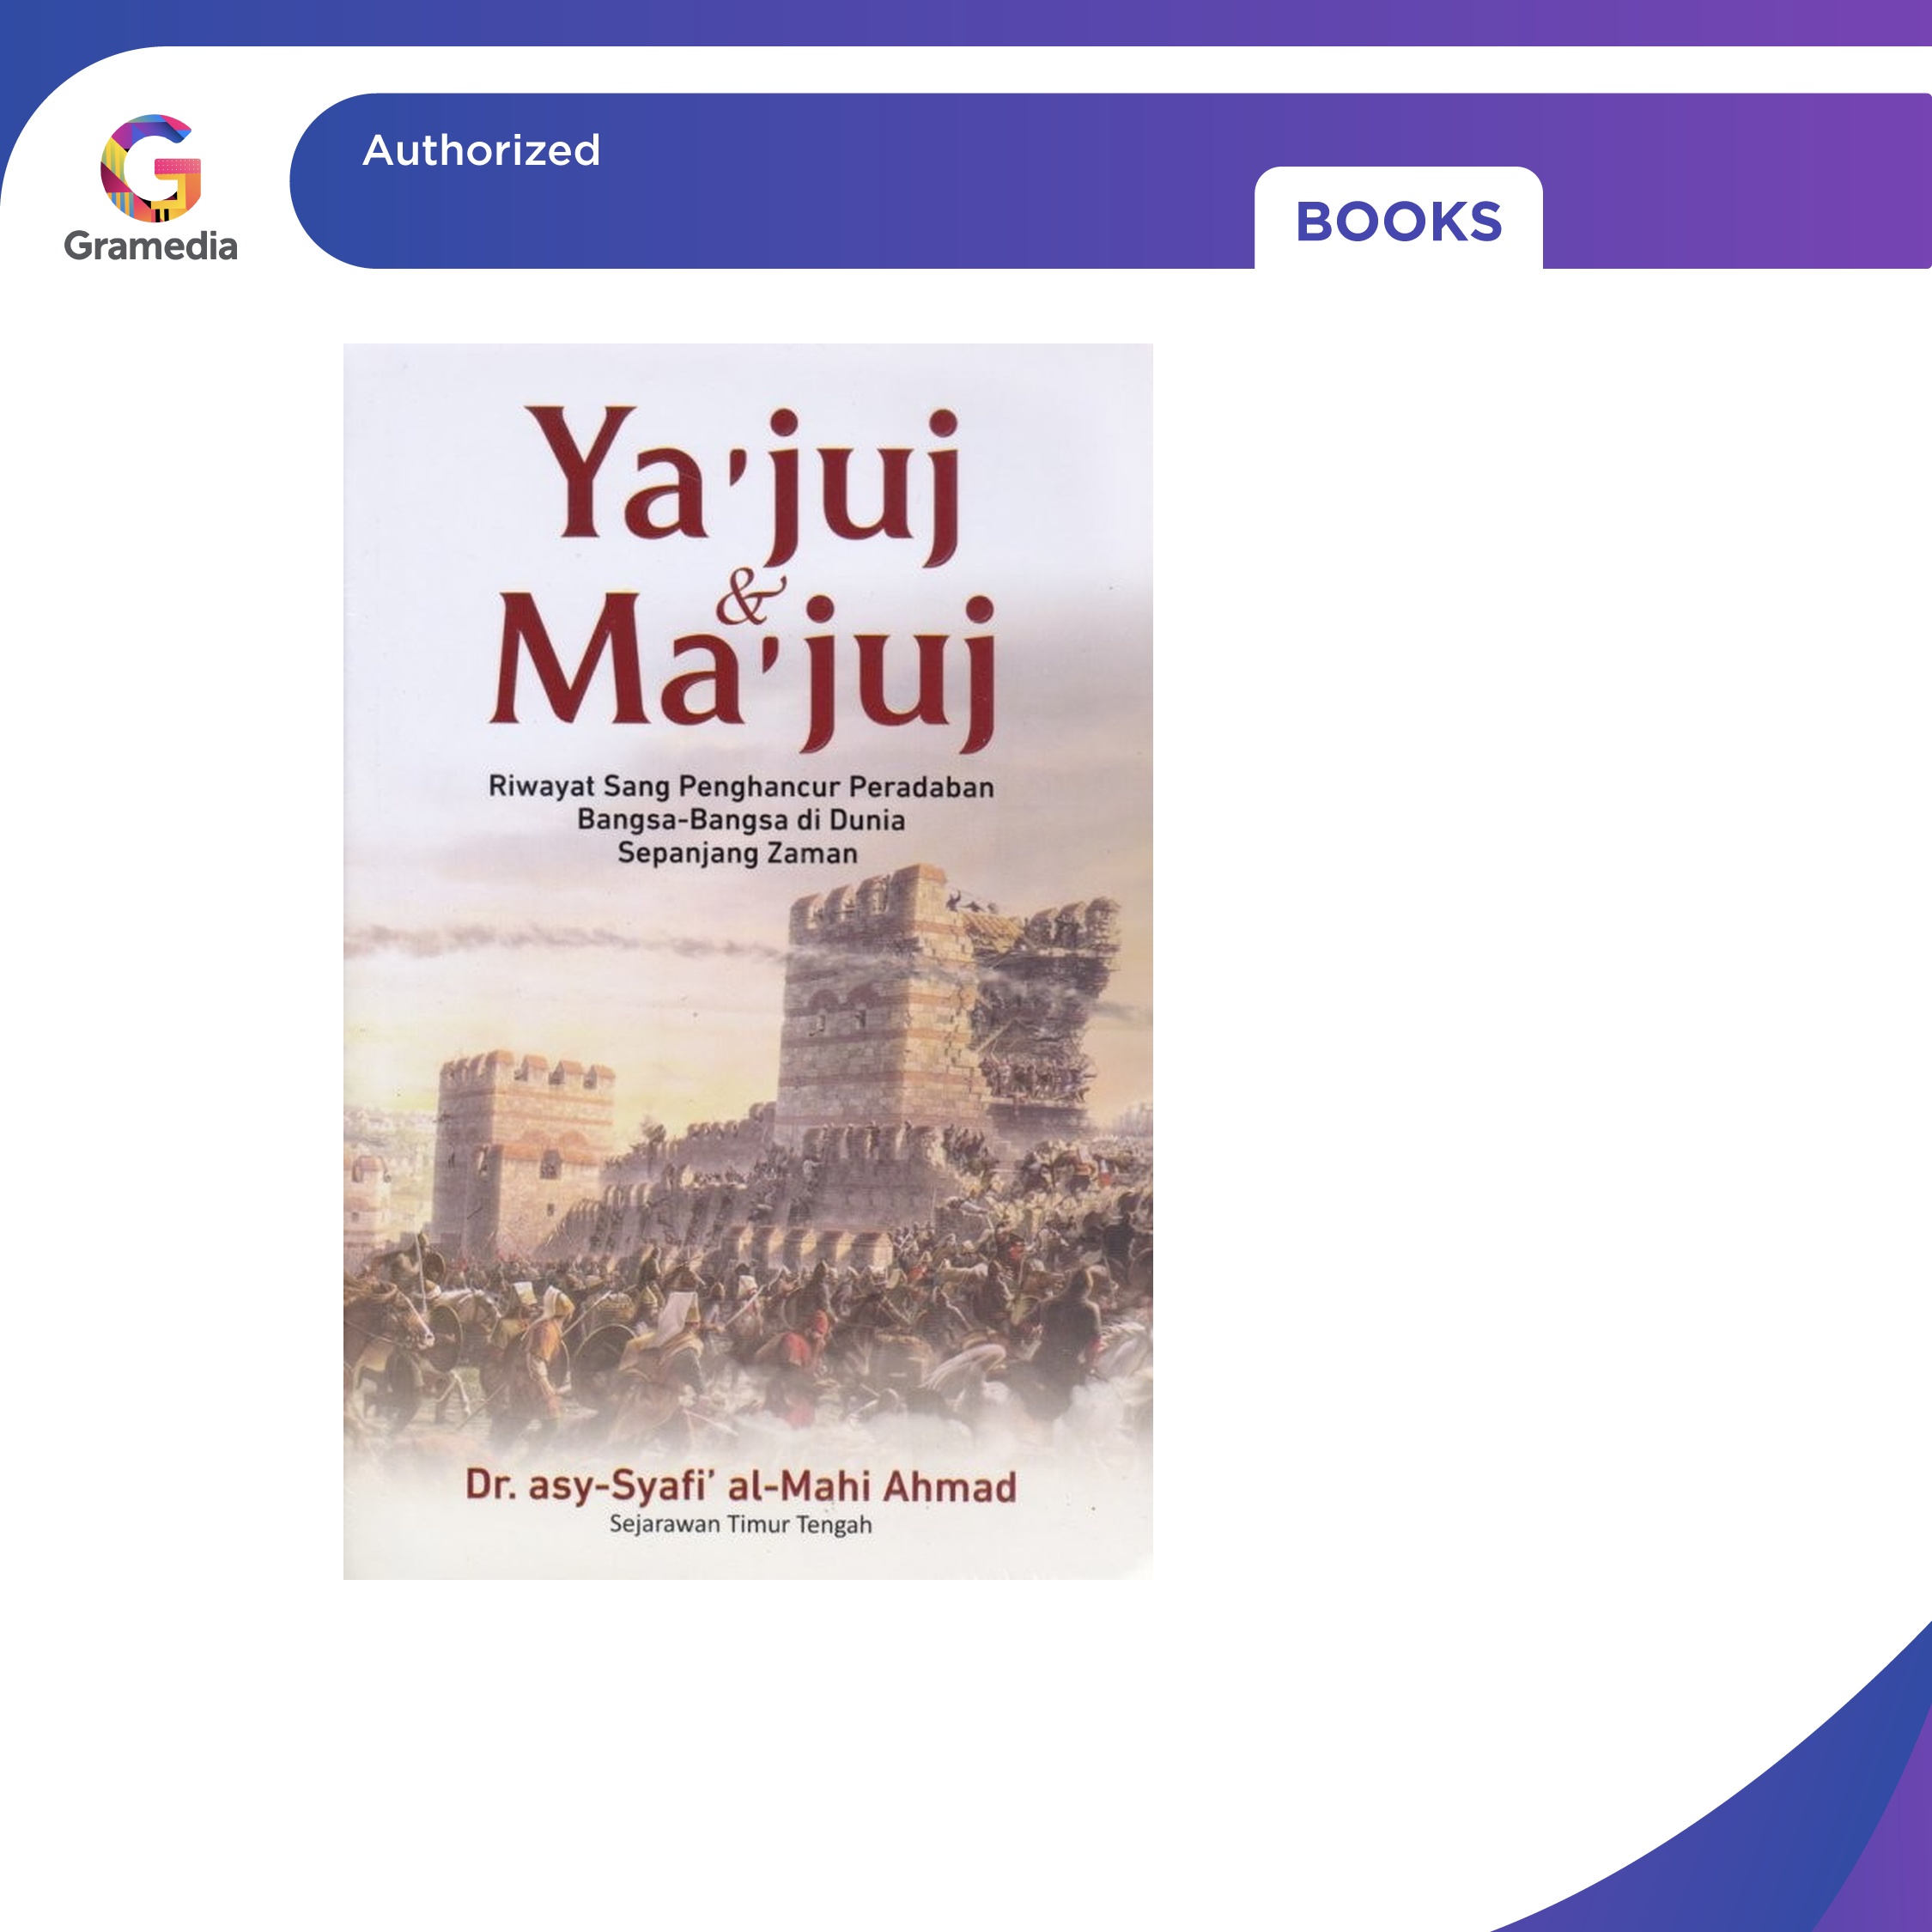 Authorized
Gramedia
BOOKS
Ya'juj
&
Ma'juj
Riwayat Sang Penghancur Peradaban
Bangsa-Bangsa di Dunia
Sepanjang Zaman
Dr. asy-Syafi' al-Mahi Ahmad
Sejarawan Timur Tengah